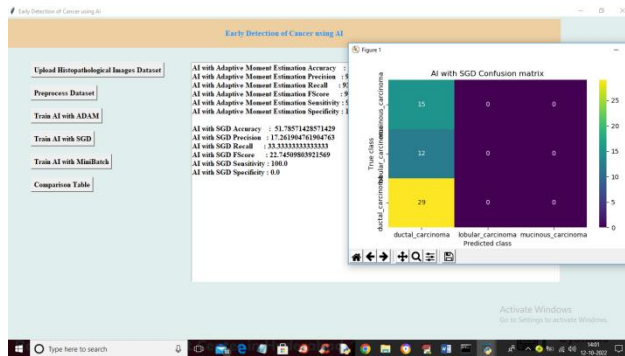 Early Detection of Cancer using AI
Early Detection of Cancer using AI
Upload Histopathological Images Dataset
Preprocess Dataset
Train AI with ADAM
Train AI with SGD
Train AI with MiniBatch
Comparison Table
AI with Adaptive Moment Estimation Accuracy :
AI with Adaptive Moment Estimation Precision : 9
AI with Adaptive Moment Estimation Recall : 9
AI with Adaptive Moment Estimation FScore : 9
AI with Adaptive Moment Estimation Sensitivity : 9
AI with Adaptive Moment Estimation Specificity : 1
AI with SGD Accuracy : 51.78571428571429
AI with SGD Precision : 17.261904761904763
AI with SGD Recall : 33.33333333333333
AI with SGD FScore : 22.74509803921569
AI with SGD Sensitivity : 100.0
AI with SGD Specificity : 0.0
Figure 1
AI with SGD Confusion matrix
True class
mucinous_carcinoma
lobular_carcinoma
ductal_carcinoma
15 0 0
12 0 0
29 0 0
25
20
15
10
5
0
ductal_carcinoma lobular_carcinoma mucinous_carcinoma
Predicted class
Activate Windows
Go to Settings to activate Windows.
Type here to search
14:01
12-10-2022